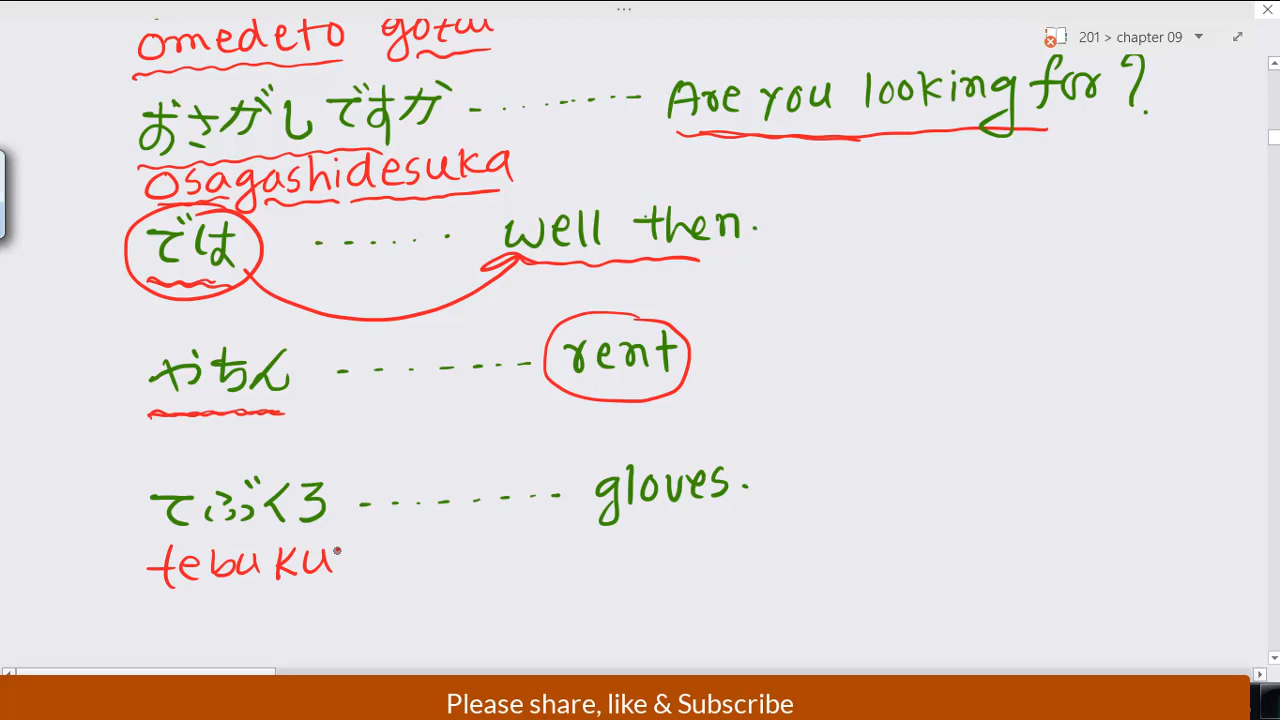 ...
201 > chapter 09
omedeto
おさがしですか - - - - - - - Are you looking for ?
osagashidesuka
では ...... well then.
やちん - - - - - - - - rent
てぶくろ - - - - - - - - gloves.
tebuku
Please share, like & Subscribe